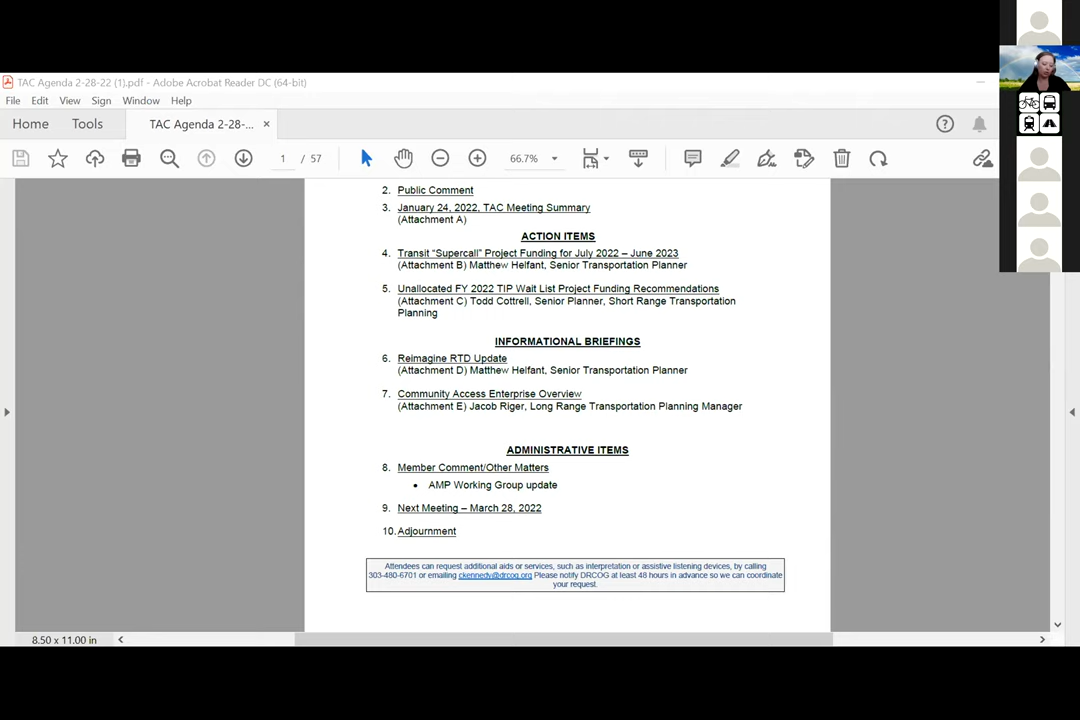 TAC Agenda 2-28-22 (1).pdf - Adobe Acrobat Reader DC (64-bit)
File Edit View Sign Window Help
Home Tools TAC Agenda 2-28-... ×
1 / 57 66.7%
2. Public Comment
3. January 24, 2022, TAC Meeting Summary
(Attachment A)
ACTION ITEMS
4. Transit “Supercall” Project Funding for July 2022 – June 2023
(Attachment B) Matthew Helfant, Senior Transportation Planner
5. Unallocated FY 2022 TIP Wait List Project Funding Recommendations
(Attachment C) Todd Cottrell, Senior Planner, Short Range Transportation
Planning
INFORMATIONAL BRIEFINGS
6. Reimagine RTD Update
(Attachment D) Matthew Helfant, Senior Transportation Planner
7. Community Access Enterprise Overview
(Attachment E) Jacob Riger, Long Range Transportation Planning Manager
ADMINISTRATIVE ITEMS
8. Member Comment/Other Matters
• AMP Working Group update
9. Next Meeting – March 28, 2022
10. Adjournment
Attendees can request additional aids or services, such as interpretation or assistive listening devices, by calling
303-480-6701 or emailing ckennedy@drcog.org Please notify DRCOG at least 48 hours in advance so we can coordinate
your request.
8.50 x 11.00 in